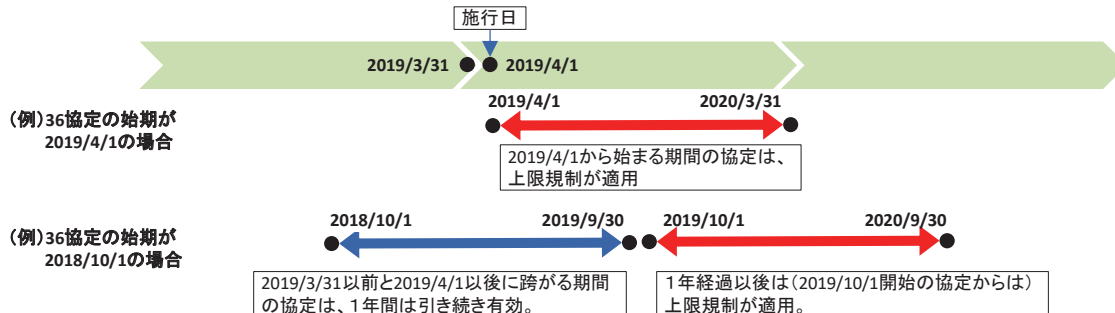 施行日
2019/3/31
2019/4/1
(例)36協定の始期が
2019/4/1の場合
2019/4/1
2020/3/31
2019/4/1から始まる期間の協定は、
上限規制が適用
(例)36協定の始期が
2018/10/1の場合
2018/10/1
2019/9/30
2019/10/1
2020/9/30
2019/3/31以前と2019/4/1以後に跨がる期間
の協定は、1年間は引き続き有効。
1年経過以後は(2019/10/1開始の協定からは)
上限規制が適用。